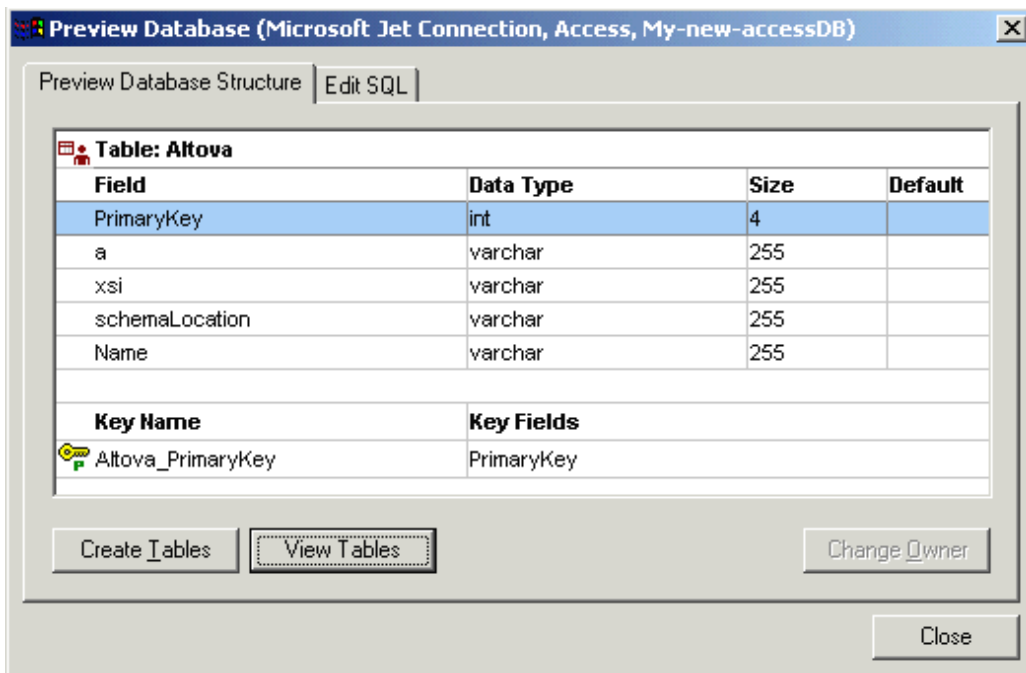 Preview Database (Microsoft Jet Connection, Access, My-new-accessDB)
Preview Database Structure Edit SQL
Table: Altova
Field Data Type Size Default
PrimaryKey int 4
a varchar 255
xsi varchar 255
schemaLocation varchar 255
Name varchar 255
Key Name Key Fields
P Altova_PrimaryKey PrimaryKey
Create Tables View Tables Change Owner
Close